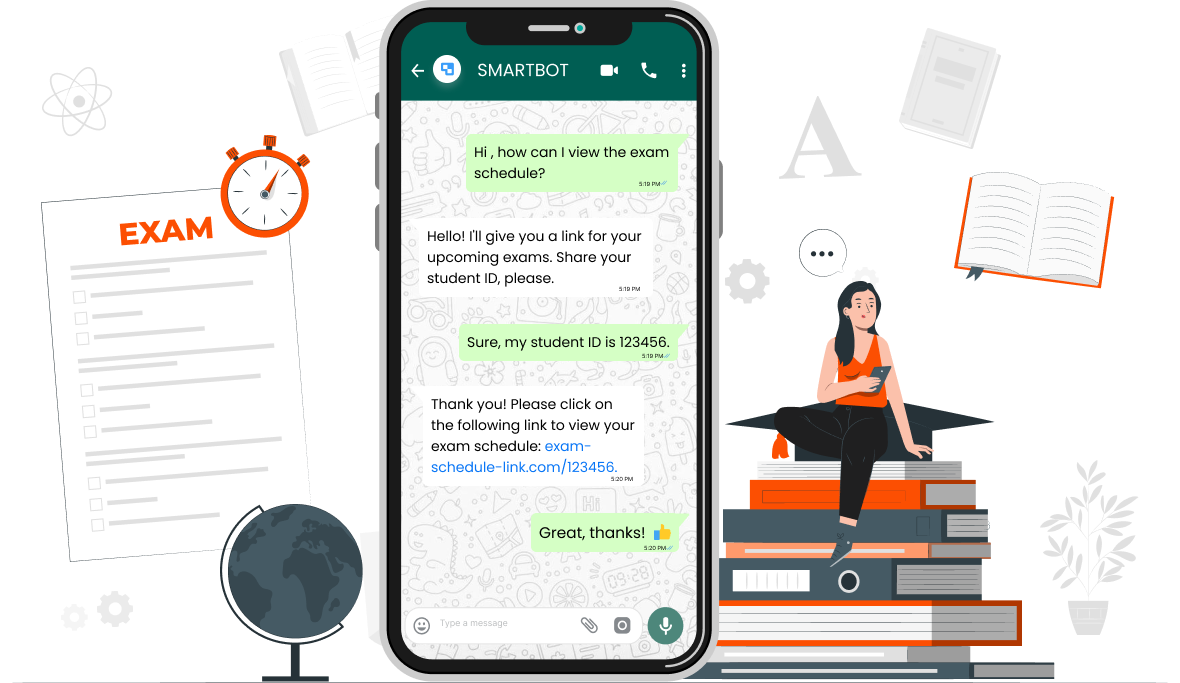 SMARTBOT
Hi , how can I view the exam
schedule?
5:19 PM
Hello! I'll give you a link for your
upcoming exams. Share your
student ID, please.
5:19 PM
Sure, my student ID is 123456.
5:19 PM
Thank you! Please click on
the following link to view your
exam schedule: exam-
schedule-link.com/123456.
5:20 PM
Hi
Great, thanks! 👍
5:20 PM
09:28
Type a message
EXAM
A